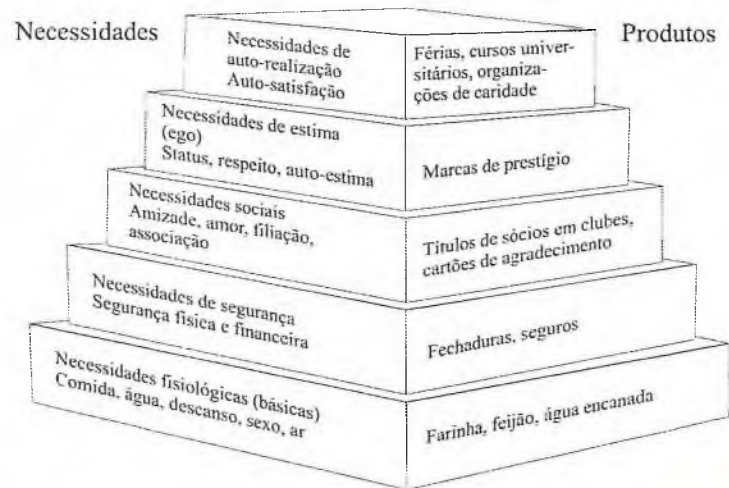 Necessidades
Produtos
Necessidades de
auto-realização
Auto-satisfação
Férias, cursos univer-
sitários, organiza-
ções de caridade
Necessidades de estima
(ego)
Status, respeito, auto-estima
Marcas de prestígio
Necessidades sociais
Amizade, amor, filiação,
associação
Títulos de sócios em clubes,
cartões de agradecimento
Necessidades de segurança
Segurança física e financeira
Fechaduras, seguros
Necessidades fisiológicas (básicas)
Comida, água, descanso, sexo, ar
Farinha, feijão, água encanada